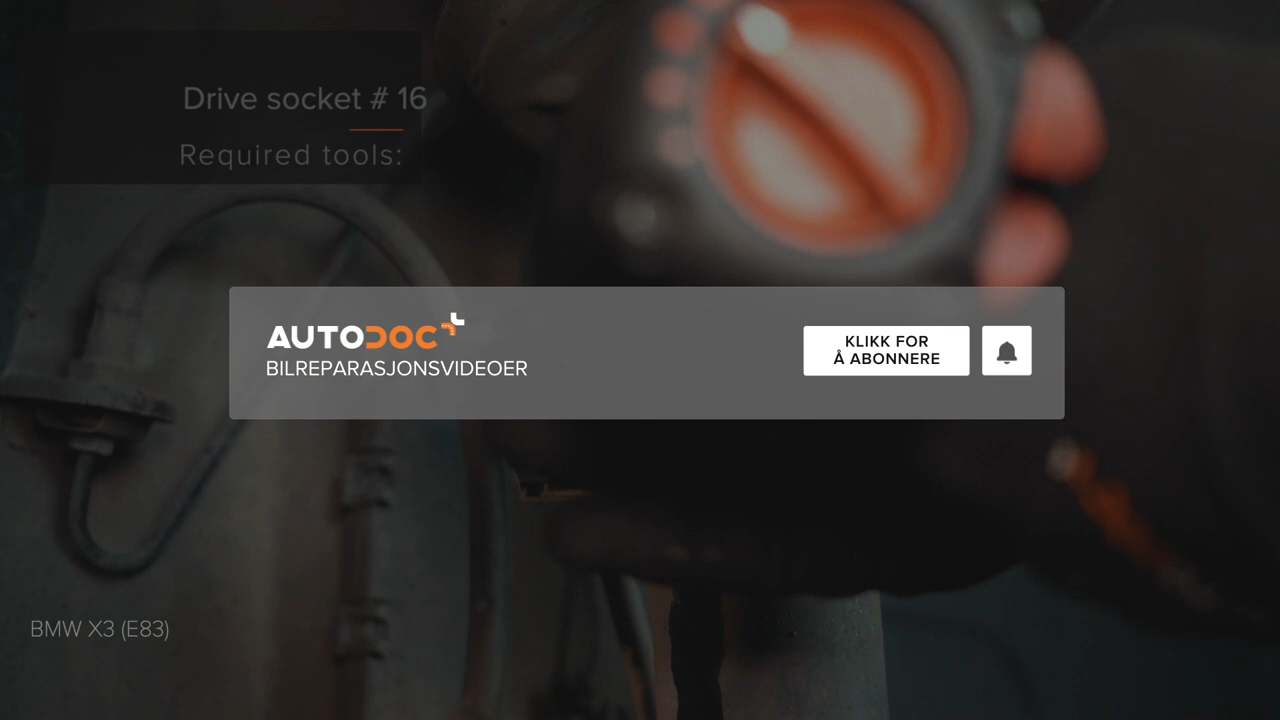 Drive socket # 16
Required tools:
AUTODOC
BILREPARASJONSVIDEOER
KLIKK FOR
Å ABONNERE
BMW X3 (E83)